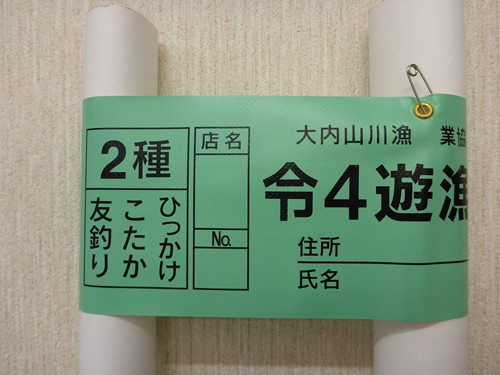 2種
ひっかけ
こたか
友釣り
店名
No.
大内山川漁 業協
令4遊漁
住所
氏名